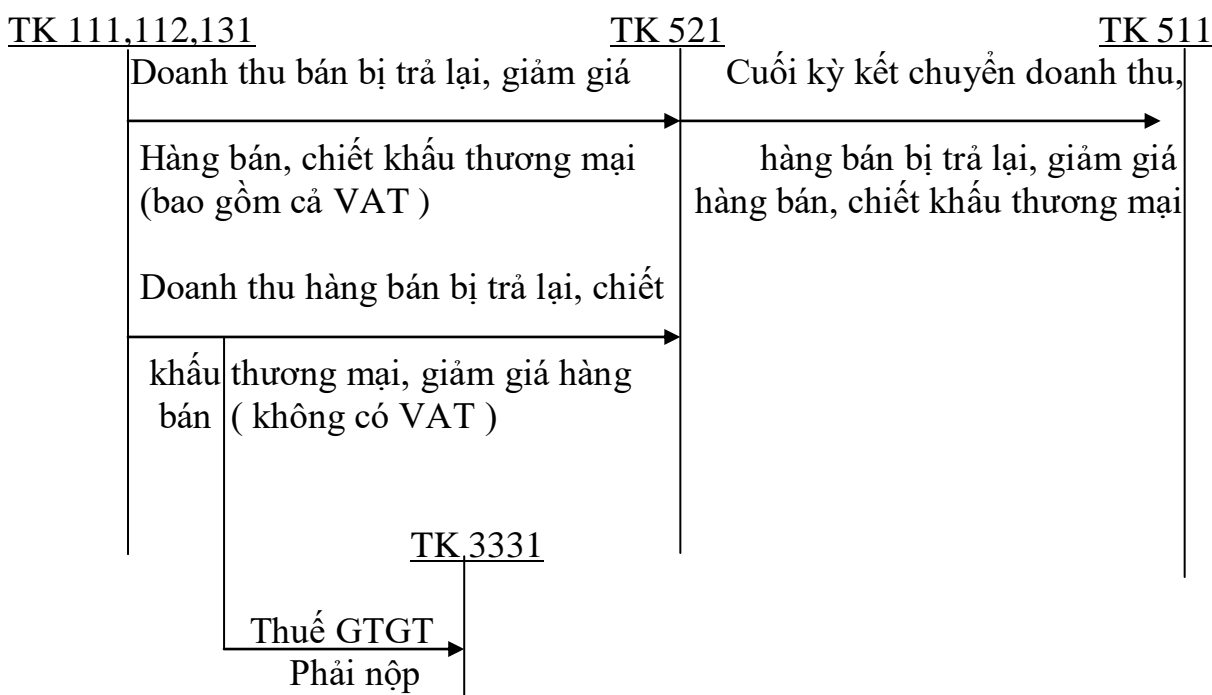 TK 111,112,131 TK 521 TK 511
Doanh thu bán bị trả lại, giảm giá
Hàng bán, chiết khấu thương mại
(bao gồm cả VAT )
Cuối kỳ kết chuyển doanh thu,
hàng bán bị trả lại, giảm giá
hàng bán, chiết khấu thương mại
Doanh thu hàng bán bị trả lại, chiết
khấu thương mại, giảm giá hàng
bán ( không có VAT )
TK 3331
Thuế GTGT
Phải nộp